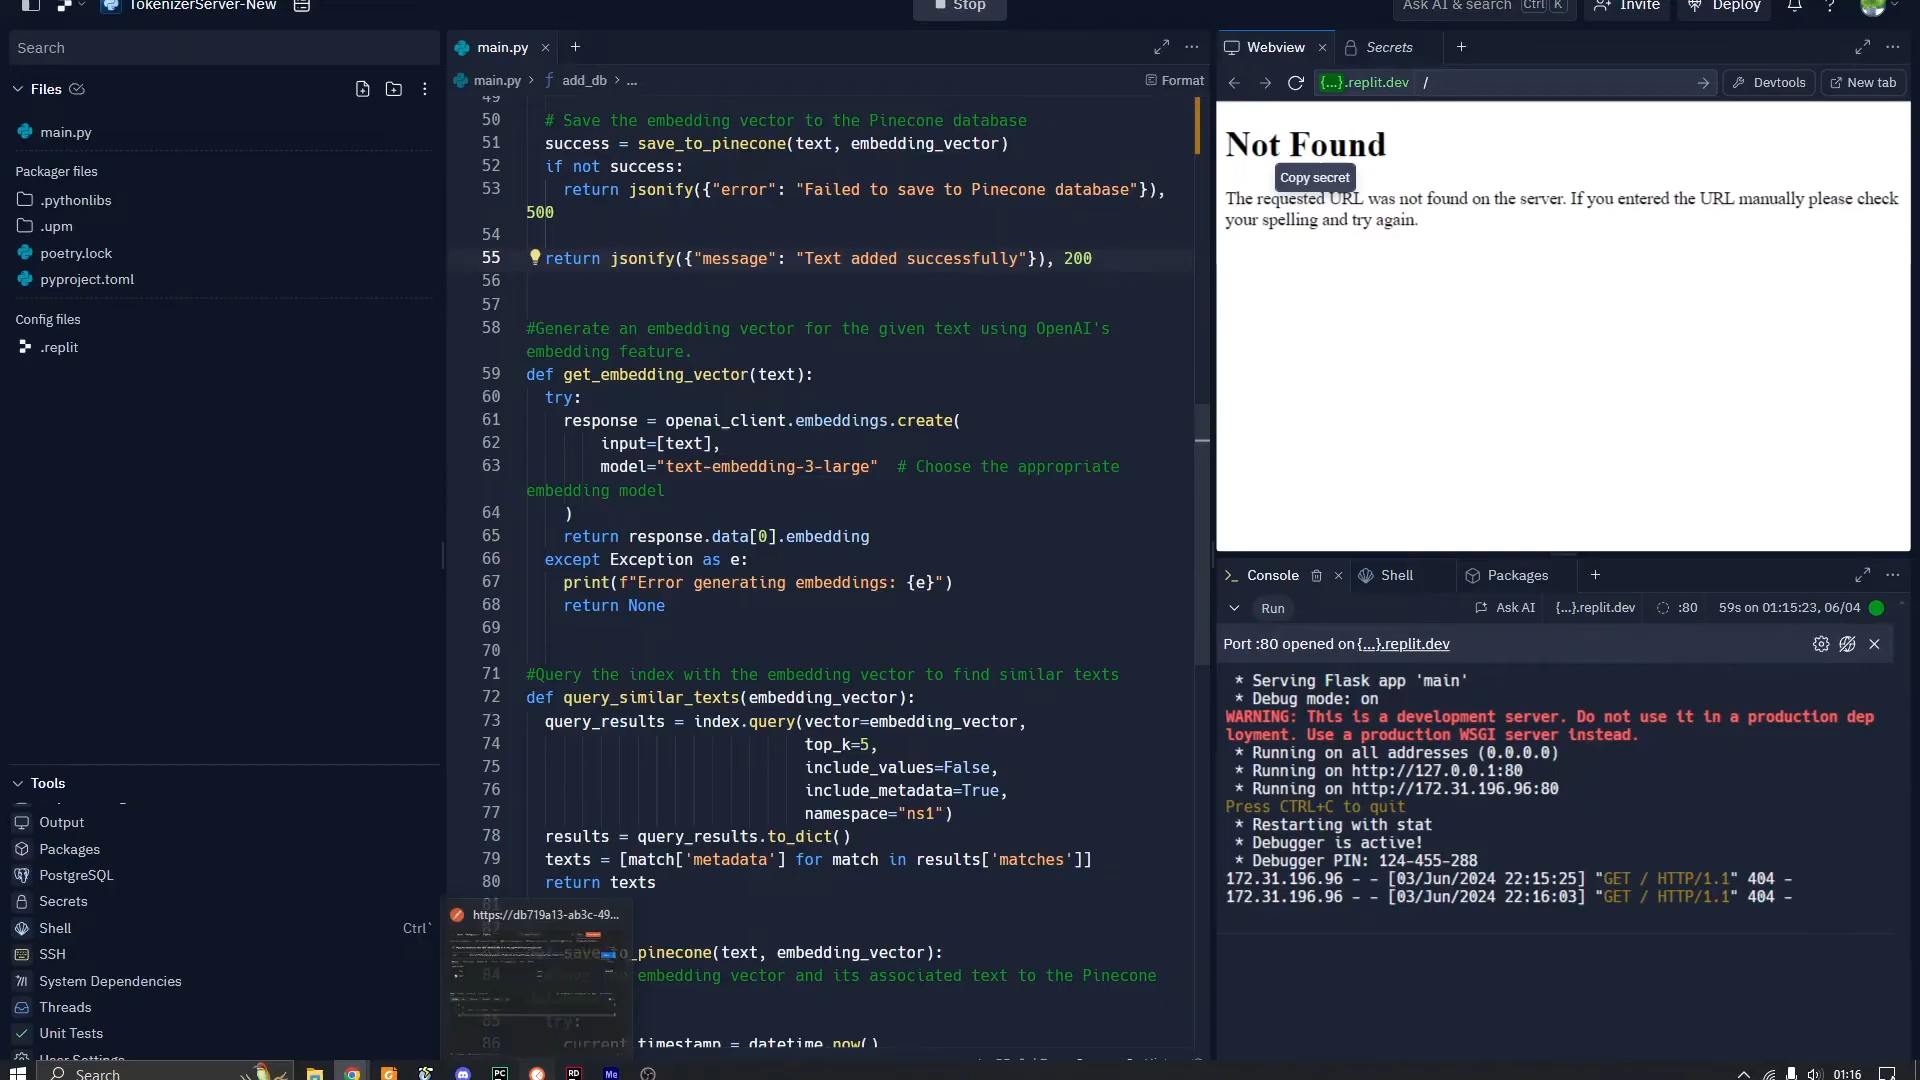 TokenizerServer-New
Stop
Ask AI & search Ctrl K
Invite
Deploy
Search
Files
main.py
Packager files
.pythonlibs
.upm
poetry.lock
pyproject.toml
Config files
.replit
Tools
Output
Packages
PostgreSQL
Secrets
Shell Ctrl`
SSH
System Dependencies
Threads
Unit Tests
User Settings
main.py
main.py > add_db > ...
Format
49
50 # Save the embedding vector to the Pinecone database
51 success = save_to_pinecone(text, embedding_vector)
52 if not success:
53 return jsonify({"error": "Failed to save to Pinecone database"}),
500
54
55 return jsonify({"message": "Text added successfully"}), 200
56
57
58 #Generate an embedding vector for the given text using OpenAI's
embedding feature.
59 def get_embedding_vector(text):
60 try:
61 response = openai_client.embeddings.create(
62 input=[text],
63 model="text-embedding-3-large" # Choose the appropriate
embedding model
64 )
65 return response.data[0].embedding
66 except Exception as e:
67 print(f"Error generating embeddings: {e}")
68 return None
69
70
71 #Query the index with the embedding vector to find similar texts
72 def query_similar_texts(embedding_vector):
73 query_results = index.query(vector=embedding_vector,
74 top_k=5,
75 include_values=False,
76 include_metadata=True,
77 namespace="ns1")
78 results = query_results.to_dict()
79 texts = [match['metadata'] for match in results['matches']]
80 return texts
81
https://db719a13-ab3c-49...
save_to_pinecone(text, embedding_vector):
84 embedding vector and its associated text to the Pinecone
85 try:
86 current_timestamp = datetime.now()
Webview
Secrets
{...}.replit.dev /
Devtools
New tab
Not Found
Copy secret
The requested URL was not found on the server. If you entered the URL manually please check
your spelling and try again.
Console
Shell
Packages
Run
Ask AI
{...}.replit.dev
:80
59s on 01:15:23, 06/04
Port :80 opened on {...}.replit.dev
* Serving Flask app 'main'
* Debug mode: on
WARNING: This is a development server. Do not use it in a production dep
loyment. Use a production WSGI server instead.
* Running on all addresses (0.0.0.0)
* Running on http://127.0.0.1:80
* Running on http://172.31.196.96:80
Press CTRL+C to quit
* Restarting with stat
* Debugger is active!
* Debugger PIN: 124-455-288
172.31.196.96 - - [03/Jun/2024 22:15:25] "GET / HTTP/1.1" 404 -
172.31.196.96 - - [03/Jun/2024 22:16:03] "GET / HTTP/1.1" 404 -
Search
PC
RD
Me
01:16